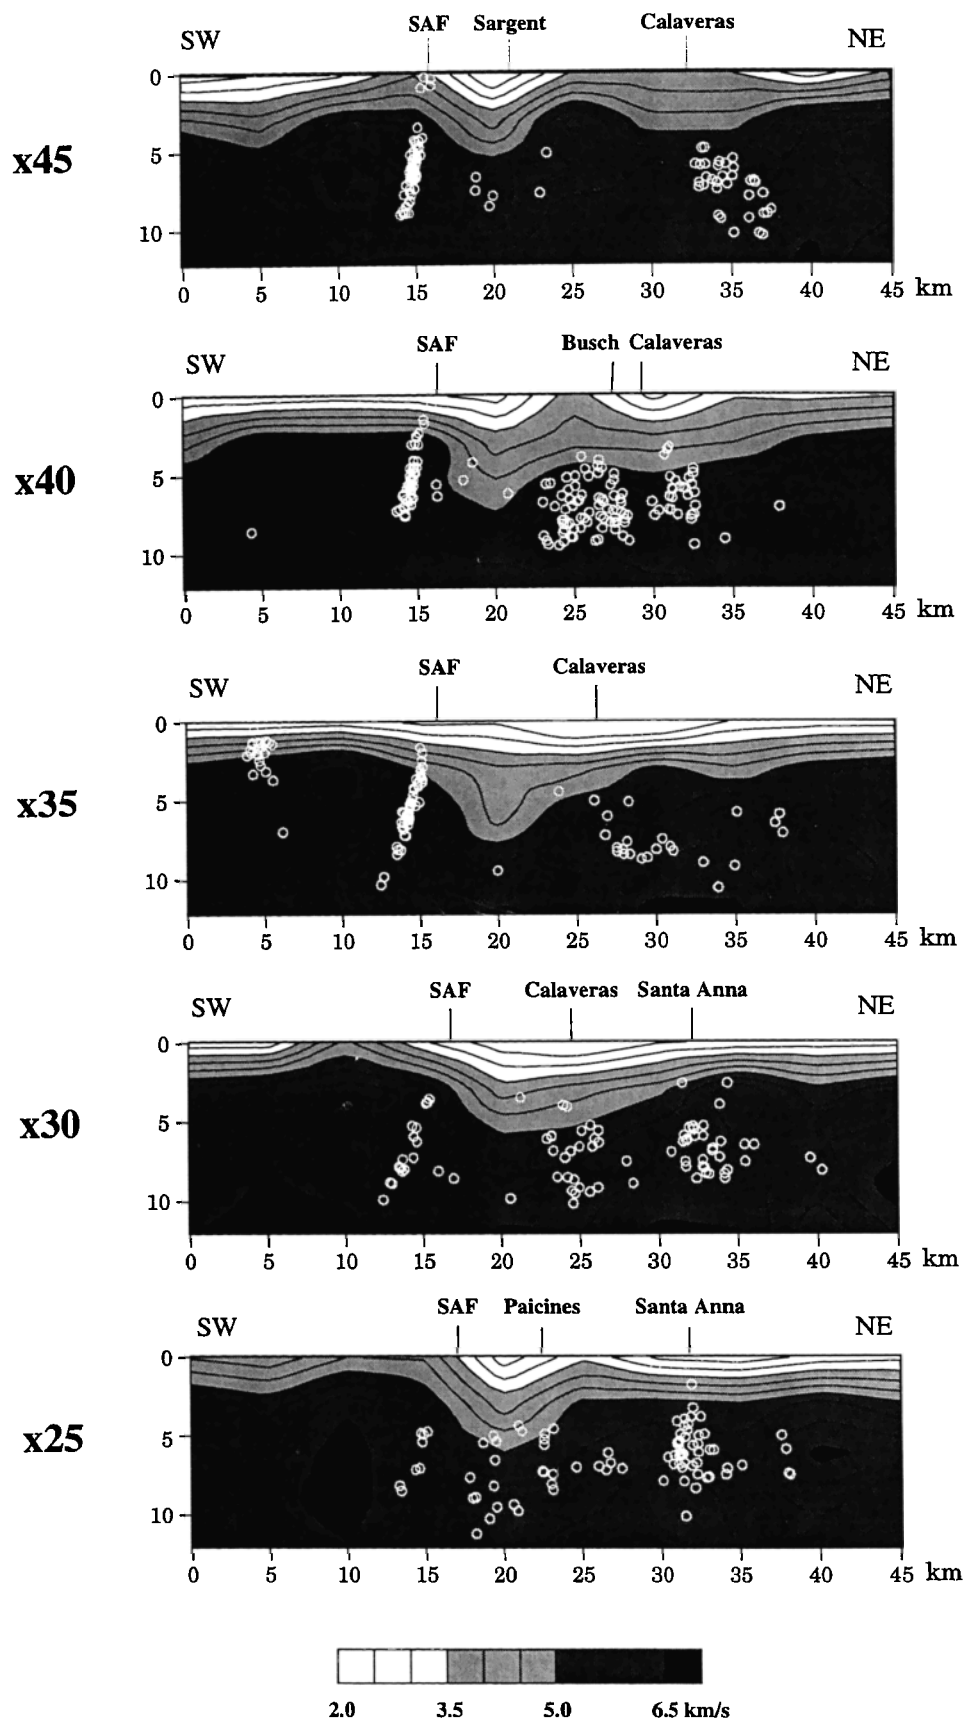 SAF Sargent Calaveras
SW NE
x45
0
5
10
0 5 10 15 20 25 30 35 40 45 km
SAF Busch Calaveras
SW NE
x40
0
5
10
0 5 10 15 20 25 30 35 40 45 km
SAF Calaveras
SW NE
x35
0
5
10
0 5 10 15 20 25 30 35 40 45 km
SAF Calaveras Santa Anna
SW NE
x30
0
5
10
0 5 10 15 20 25 30 35 40 45 km
SAF Paicines Santa Anna
SW NE
x25
0
5
10
0 5 10 15 20 25 30 35 40 45 km
2.0 3.5 5.0 6.5 km/s